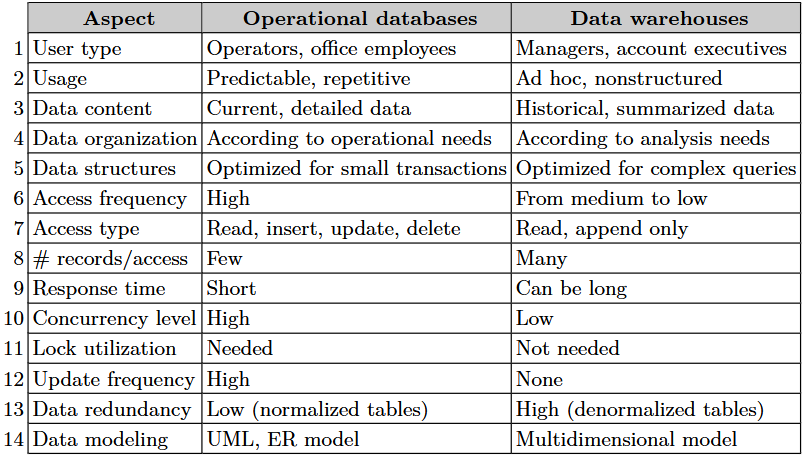 Aspect Operational databases Data warehouses
1 User type Operators, office employees Managers, account executives
2 Usage Predictable, repetitive Ad hoc, nonstructured
3 Data content Current, detailed data Historical, summarized data
4 Data organization According to operational needs According to analysis needs
5 Data structures Optimized for small transactions Optimized for complex queries
6 Access frequency High From medium to low
7 Access type Read, insert, update, delete Read, append only
8 # records/access Few Many
9 Response time Short Can be long
10 Concurrency level High Low
11 Lock utilization Needed Not needed
12 Update frequency High None
13 Data redundancy Low (normalized tables) High (denormalized tables)
14 Data modeling UML, ER model Multidimensional model